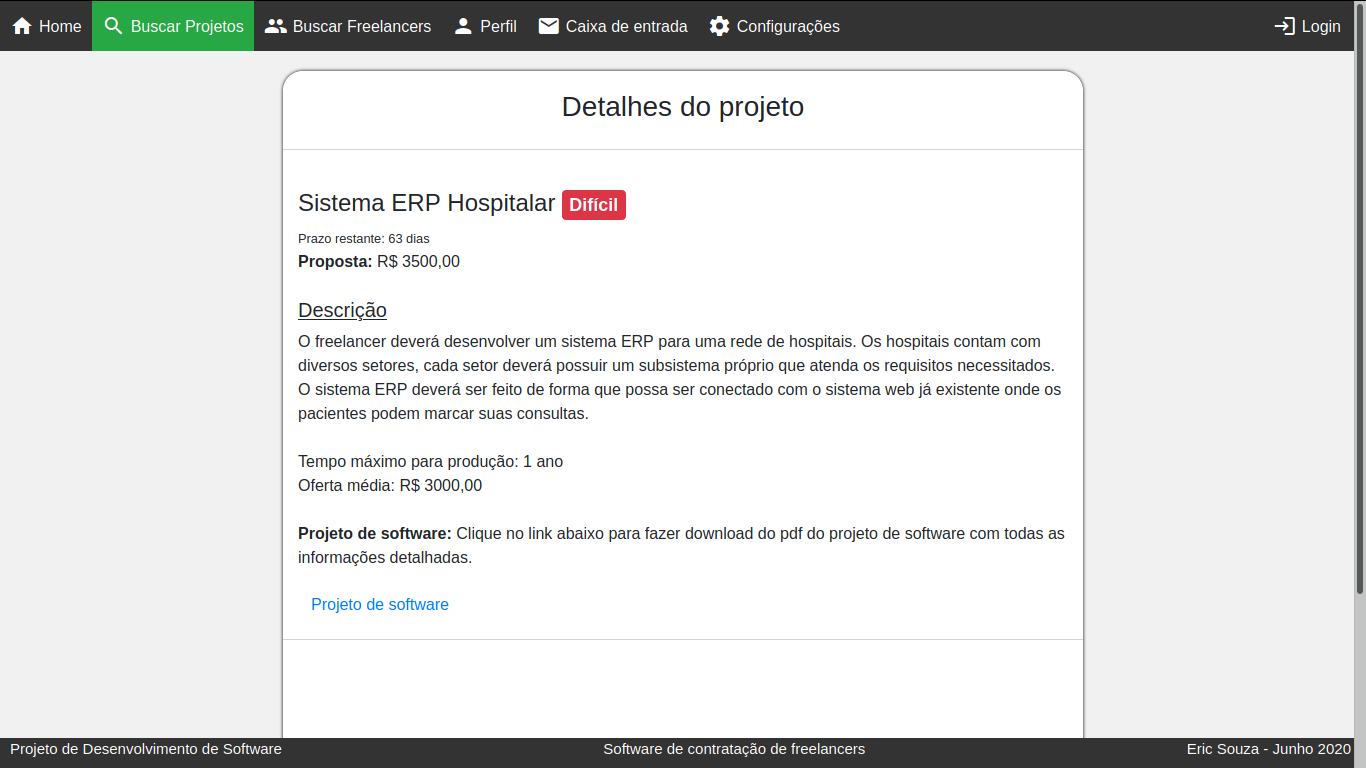 Home Buscar Projetos Buscar Freelancers Perfil Caixa de entrada Configurações Login
Detalhes do projeto
Sistema ERP Hospitalar Difícil
Prazo restante: 63 dias
Proposta: R$ 3500,00
Descrição
O freelancer deverá desenvolver um sistema ERP para uma rede de hospitais. Os hospitais contam com
diversos setores, cada setor deverá possuir um subsistema próprio que atenda os requisitos necessitados.
O sistema ERP deverá ser feito de forma que possa ser conectado com o sistema web já existente onde os
pacientes podem marcar suas consultas.
Tempo máximo para produção: 1 ano
Oferta média: R$ 3000,00
Projeto de software: Clique no link abaixo para fazer download do pdf do projeto de software com todas as
informações detalhadas.
Projeto de software
Projeto de Desenvolvimento de Software Software de contratação de freelancers Eric Souza - Junho 2020